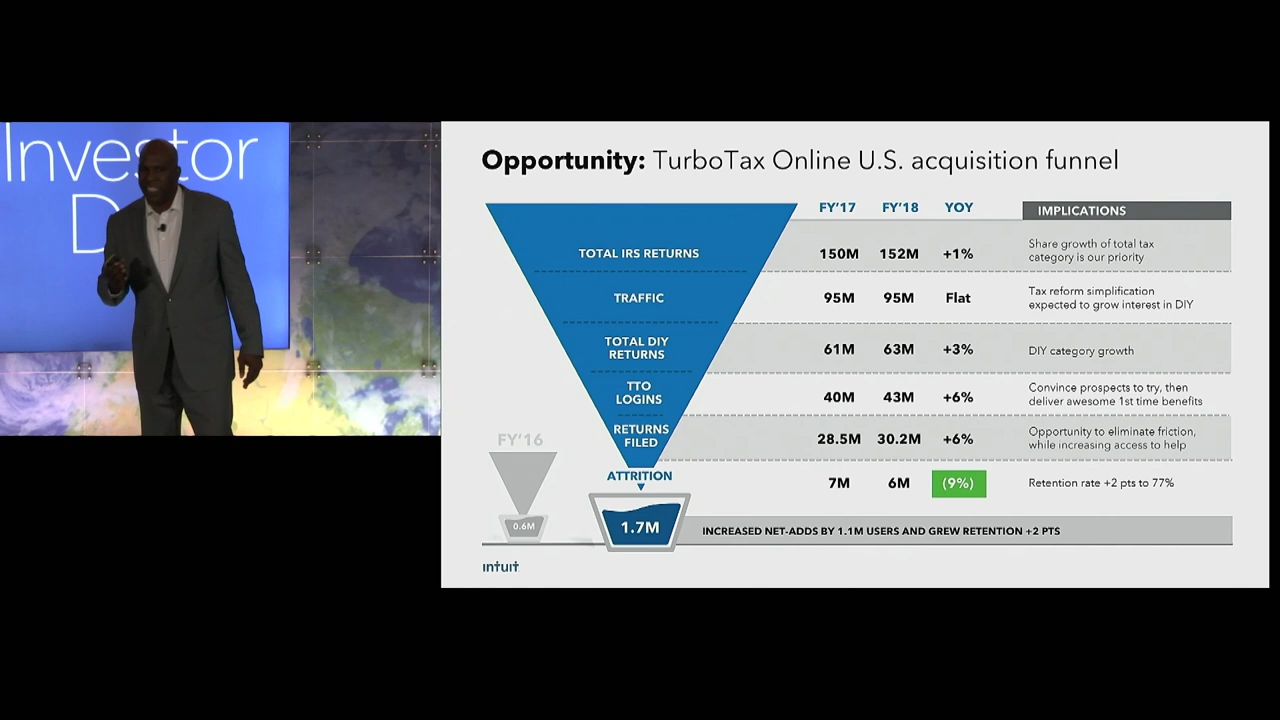 Investor
D
Opportunity: TurboTax Online U.S. acquisition funnel
FY'17 FY'18 YOY IMPLICATIONS
TOTAL IRS RETURNS 150M 152M +1% Share growth of total tax
category is our priority
TRAFFIC 95M 95M Flat Tax reform simplification
expected to grow interest in DIY
TOTAL DIY
RETURNS 61M 63M +3% DIY category growth
TTO
LOGINS 40M 43M +6% Convince prospects to try, then
deliver awesome 1st time benefits
RETURNS
FILED 28.5M 30.2M +6% Opportunity to eliminate friction,
while increasing access to help
FY'16
ATTRITION 7M 6M (9%) Retention rate +2 pts to 77%
0.6M
1.7M INCREASED NET-ADDS BY 1.1M USERS AND GREW RETENTION +2 PTS
intuit